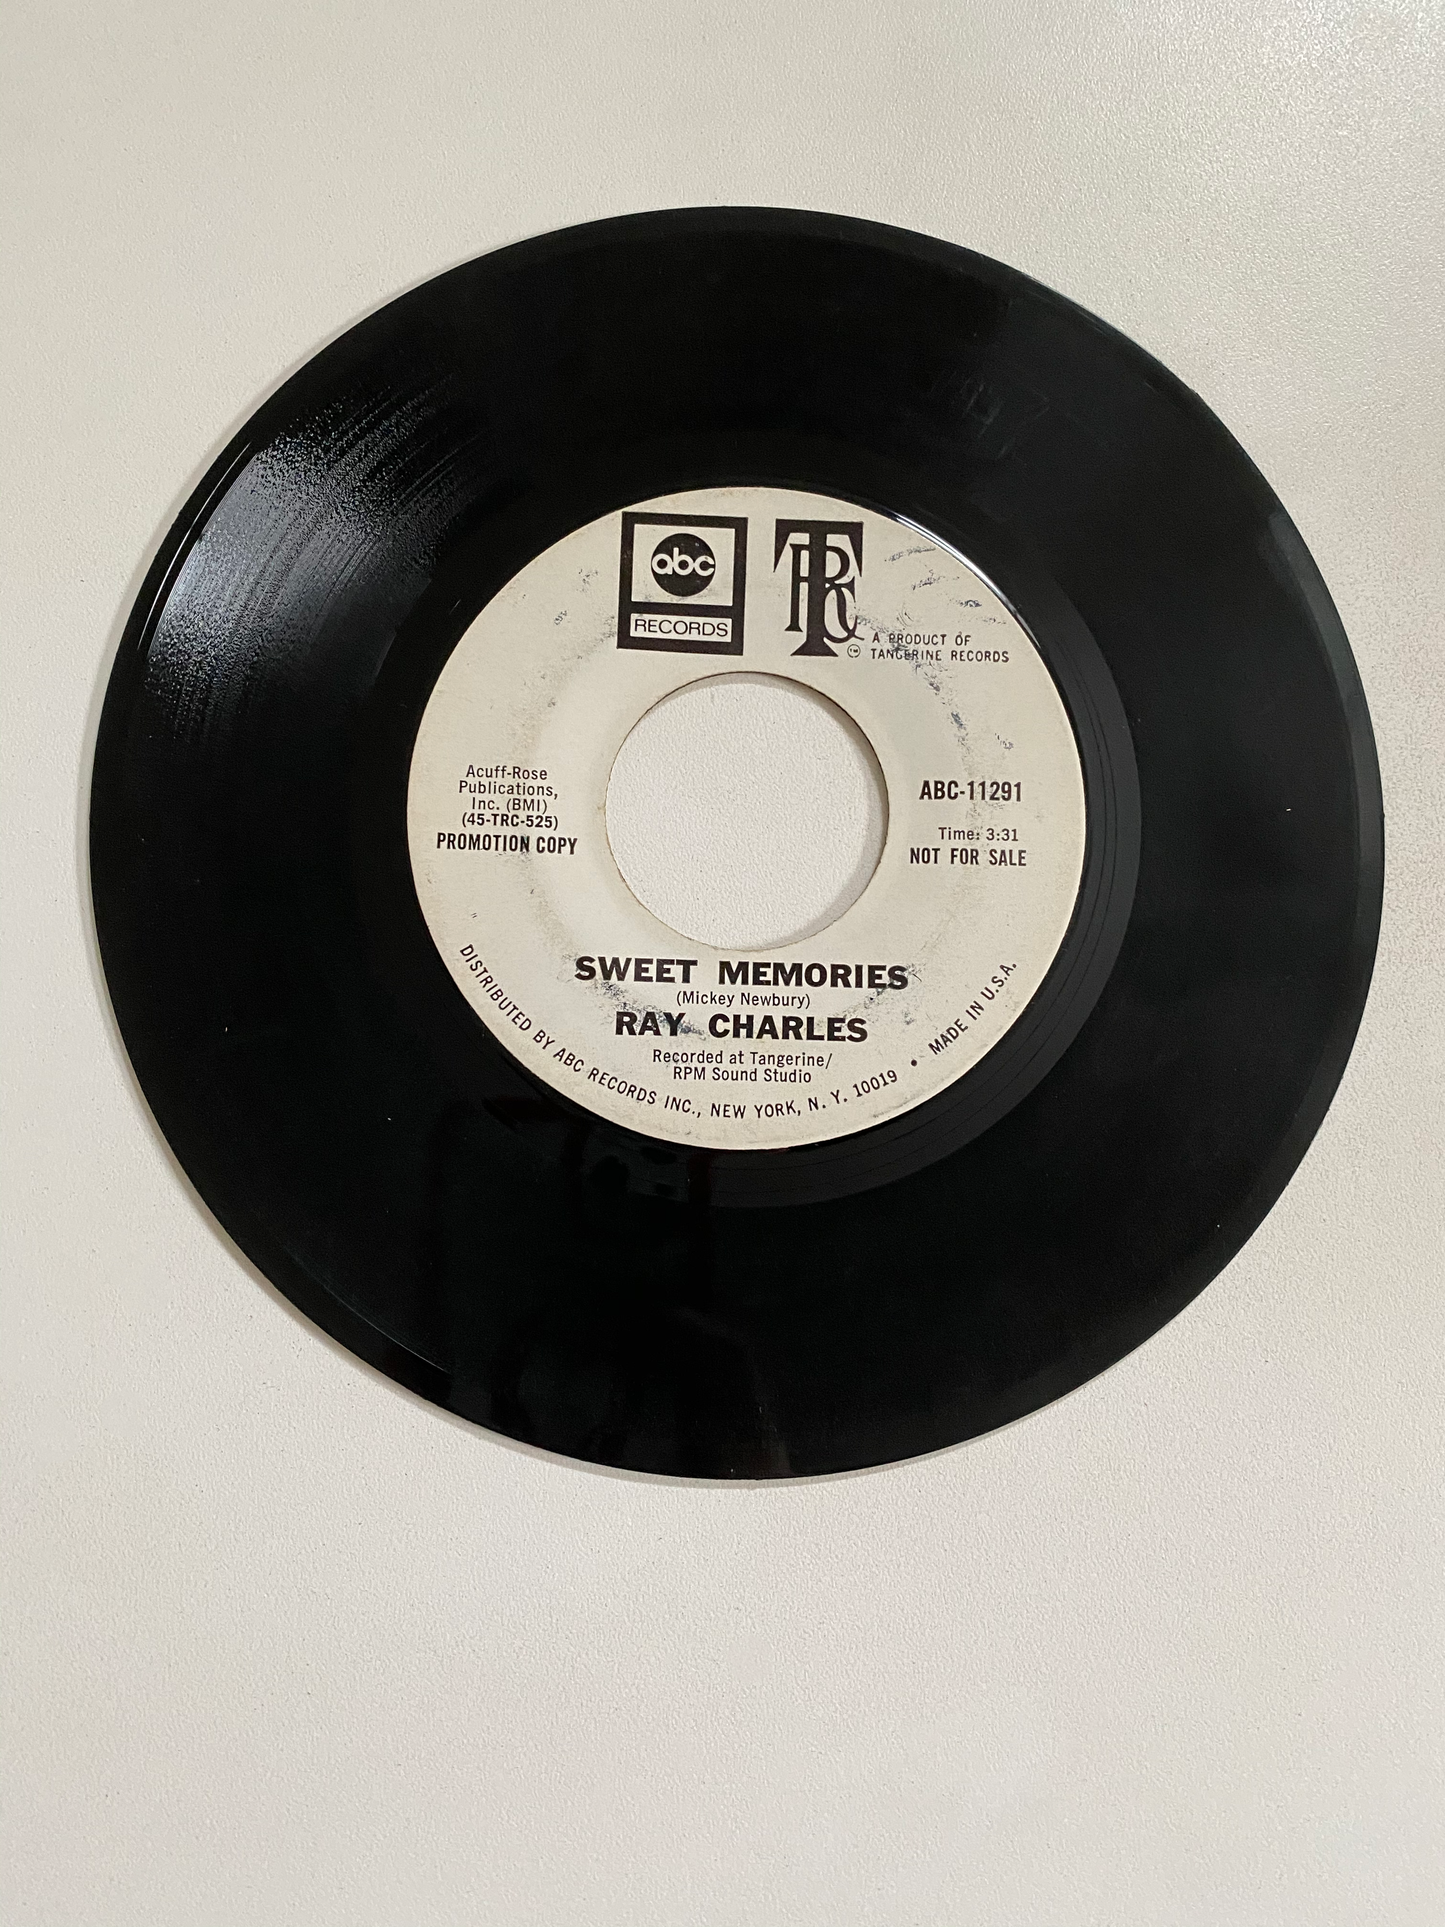 abc
RECORDS
TRC
A PRODUCT OF
TANGERINE RECORDS
TM
Acuff-Rose
Publications,
Inc. (BMI)
(45-TRC-525)
PROMOTION COPY
ABC-11291
Time: 3:31
NOT FOR SALE
SWEET MEMORIES
(Mickey Newbury)
RAY CHARLES
Recorded at Tangerine/
RPM Sound Studio
DISTRIBUTED BY ABC RECORDS INC., NEW YORK, N. Y. 10019 • MADE IN U.S.A.